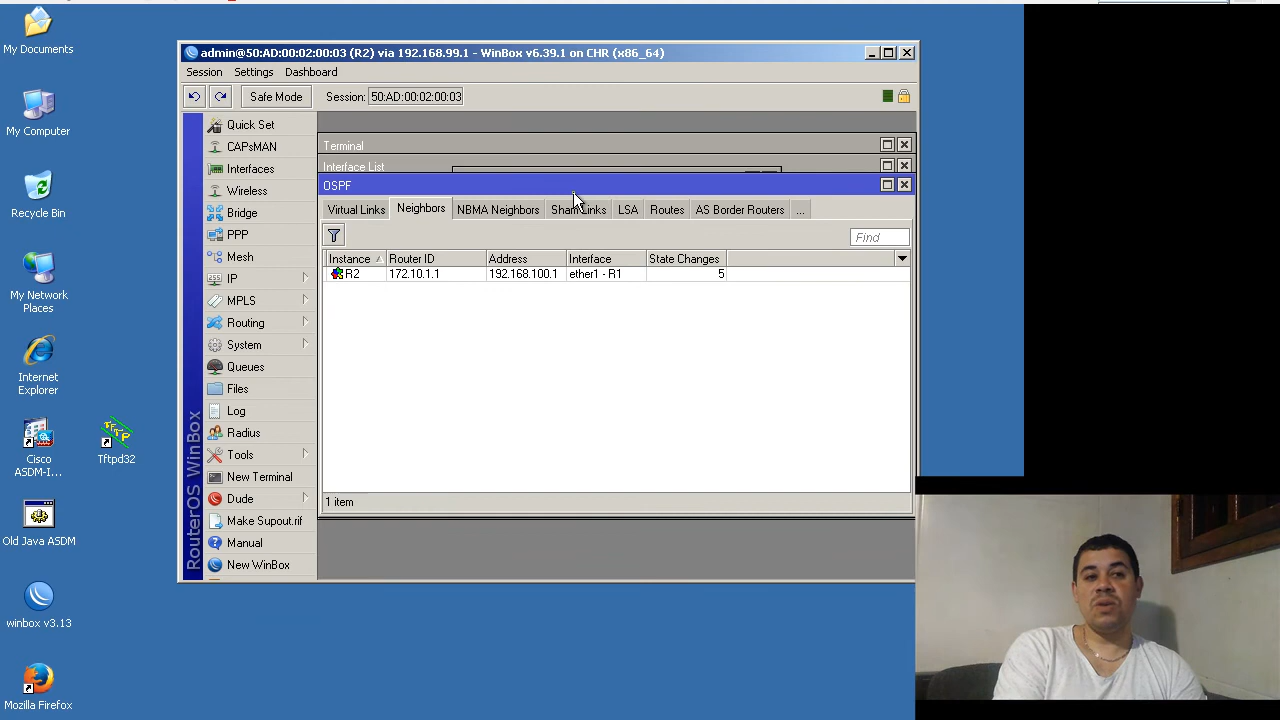 My Documents
My Computer
Recycle Bin
My Network
Places
Internet
Explorer
Cisco
ASDM-I...
Tftpd32
Old Java ASDM
winbox v3.13
Mozilla Firefox
admin@50:AD:00:02:00:03 (R2) via 192.168.99.1 - WinBox v6.39.1 on CHR (x86_64)
Session Settings Dashboard
Safe Mode Session: 50:AD:00:02:00:03
RouterOS WinBox
Quick Set
CAPsMAN
Interfaces
Wireless
Bridge
PPP
Mesh
IP
MPLS
Routing
System
Queues
Files
Log
Radius
Tools
New Terminal
Dude
Make Supout.rif
Manual
New WinBox
Terminal
Interface List
OSPF
Virtual Links Neighbors NBMA Neighbors Sham Links LSA Routes AS Border Routers ...
Find
Instance Router ID Address Interface State Changes
R2 172.10.1.1 192.168.100.1 ether1 - R1 5
1 item